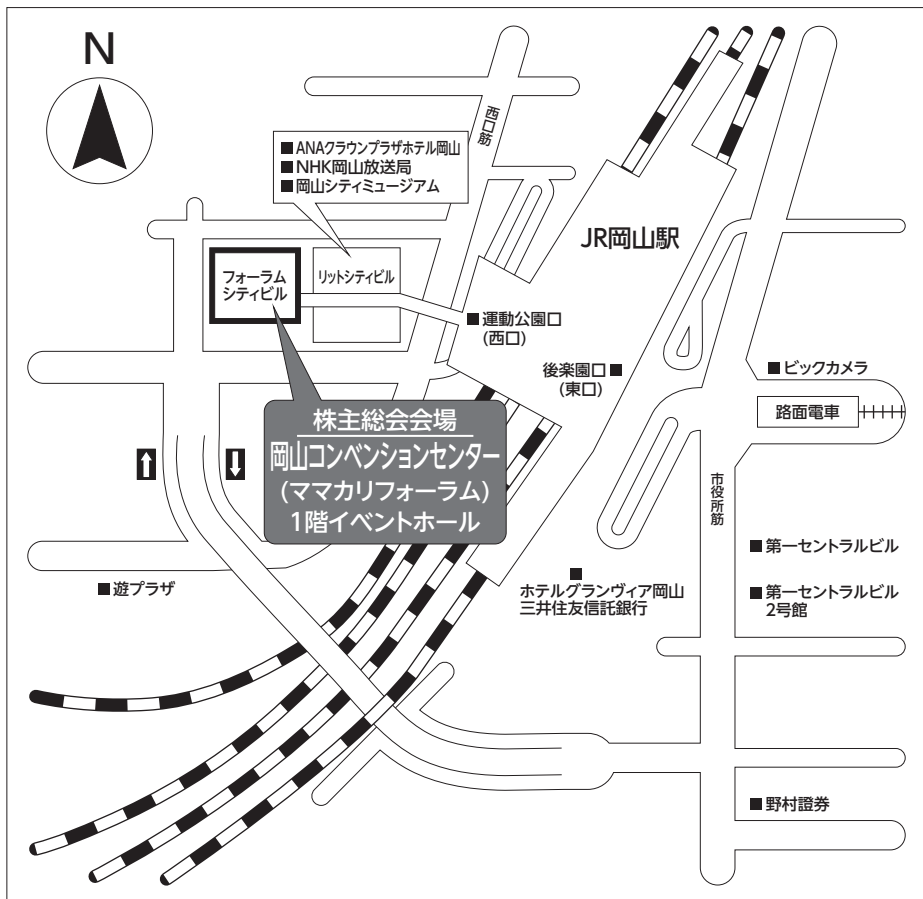 N
西口筋
■ANAクラウンプラザホテル岡山
■NHK岡山放送局
■岡山シティミュージアム
JR岡山駅
フォーラム
シティビル
リットシティビル
■運動公園口
(西口)
後楽園口■
(東口)
■ビックカメラ
路面電車
株主総会会場
岡山コンベンションセンター
(ママカリフォーラム)
1階イベントホール
市役所筋
■第一セントラルビル
■遊プラザ
ホテルグランヴィア岡山
三井住友信託銀行
■第一セントラルビル
2号館
■野村證券